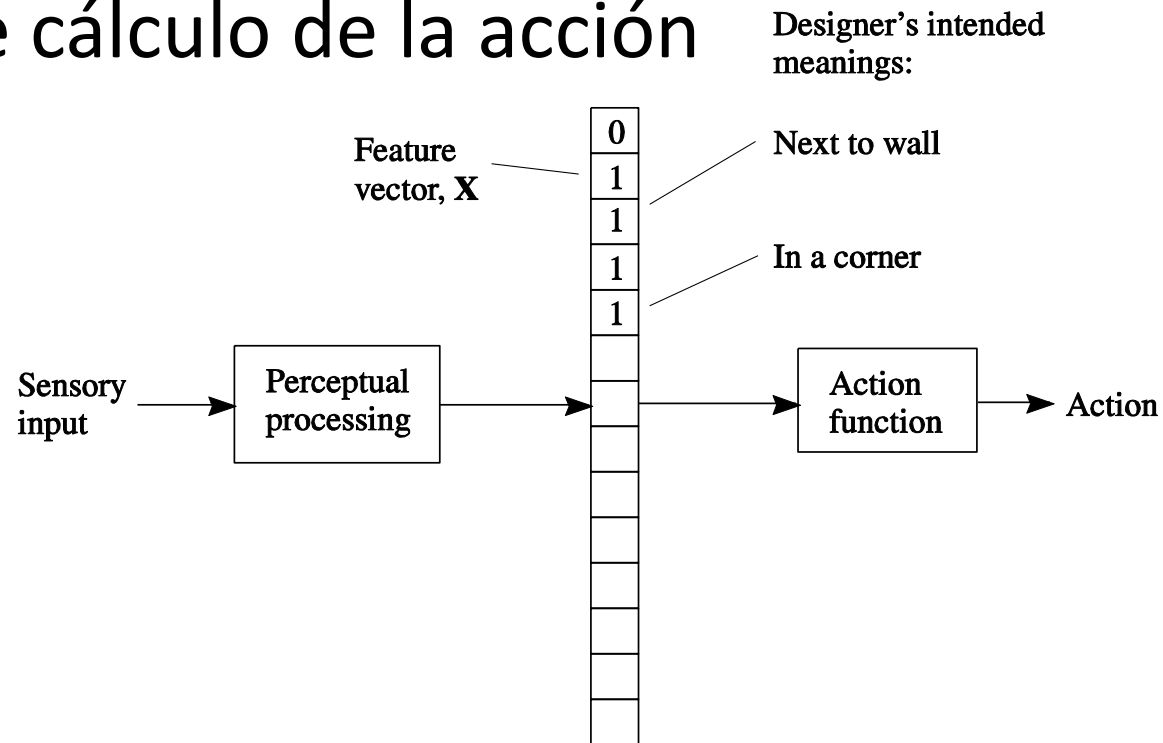 e cálculo de la acción
Designer's intended
meanings:
0
Feature
vector, X
1
Next to wall
1
1
In a corner
1
Sensory
input
Perceptual
processing
Action
function
Action